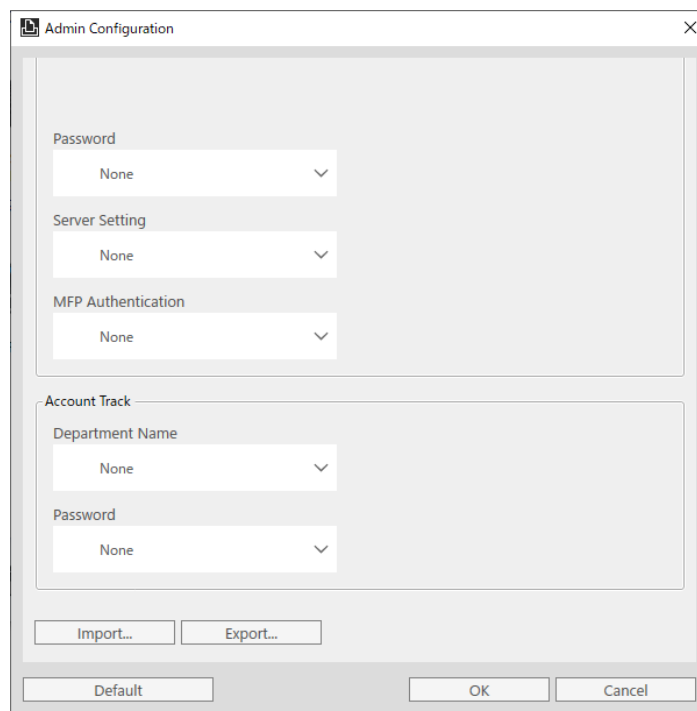 Admin Configuration
Password
None
Server Setting
None
MFP Authentication
None
Account Track
Department Name
None
Password
None
Import... Export...
Default OK Cancel